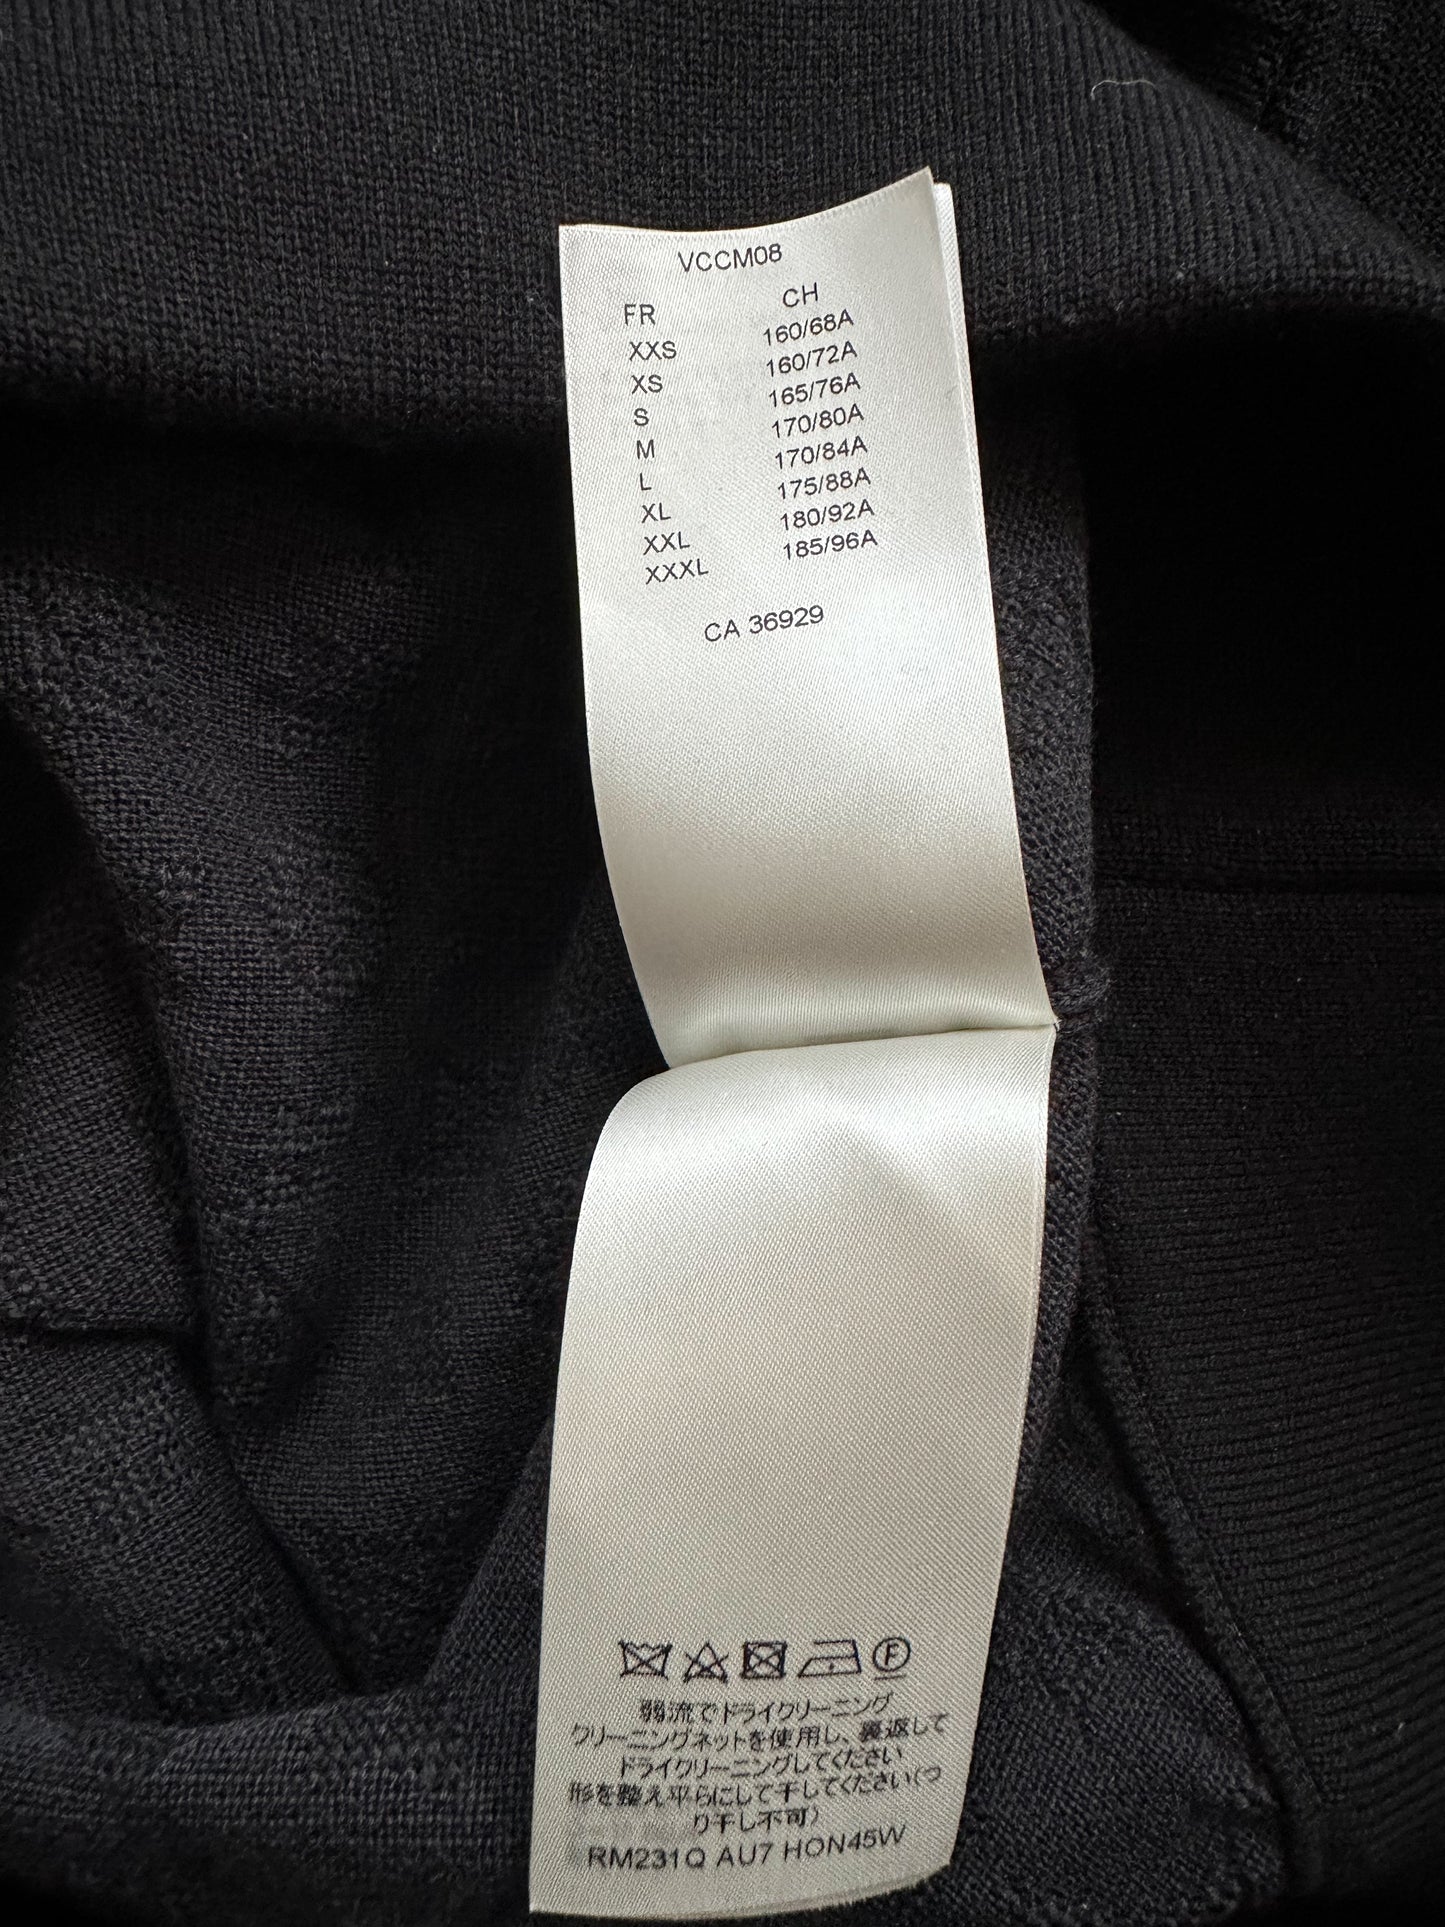 VCCM08
FR CH
XXS 160/68A
XS 160/72A
S 165/76A
M 170/80A
L 170/84A
XL 175/88A
XXL 180/92A
XXXL 185/96A
CA 36929
F
弱流でドライクリーニング
クリーニングネットを使用し、裏返して
ドライクリーニングしてください
形を整え平らにして干してください(つ
り干し不可)
RM231Q AU7 HON45W